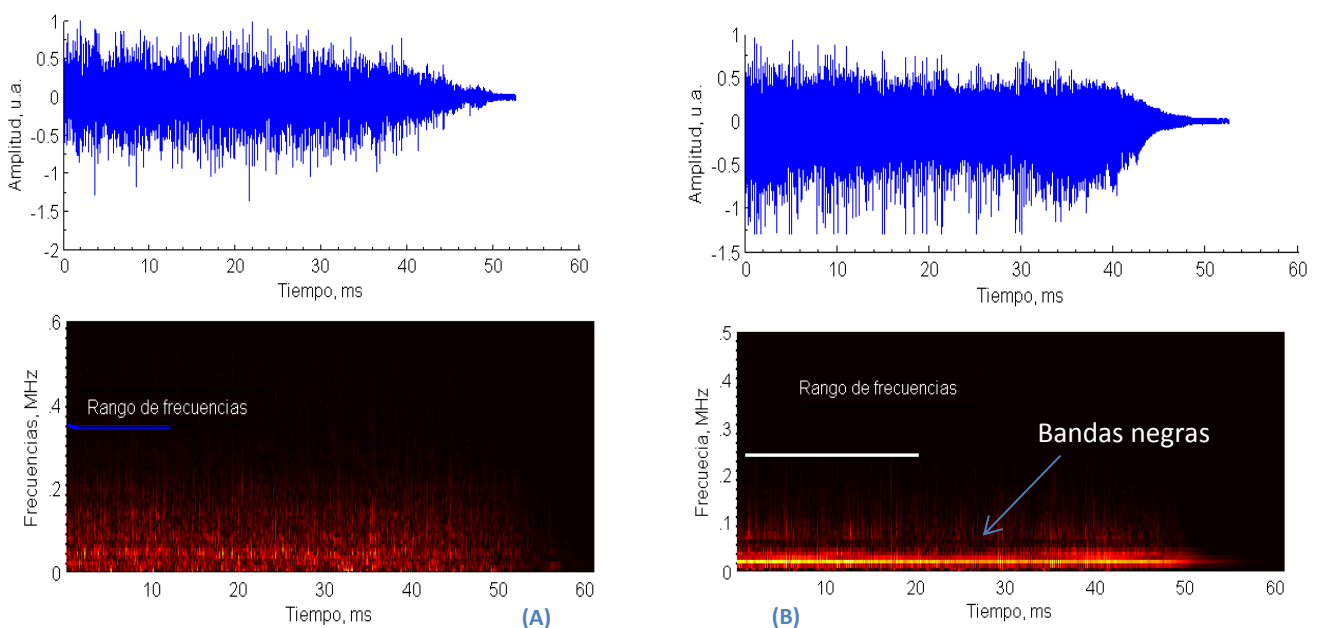 1
0.5
0
-0.5
-1
-1.5
-2
Amplitud, u.a.
0 10 20 30 40 50 60
Tiempo, ms
1
0.5
0
-0.5
-1
-1.5
Amplitud, u.a.
0 10 20 30 40 50 60
Tiempo, ms
.6
.4
.2
0
Frecuencias, MHz
Rango de frecuencias
10 20 30 40 50 60
Tiempo, ms
(A)
.5
.4
.3
.2
.1
0
Frecuecia, MHz
Rango de frecuencias
Bandas negras
10 20 30 40 50 60
Tiempo, ms
(B)